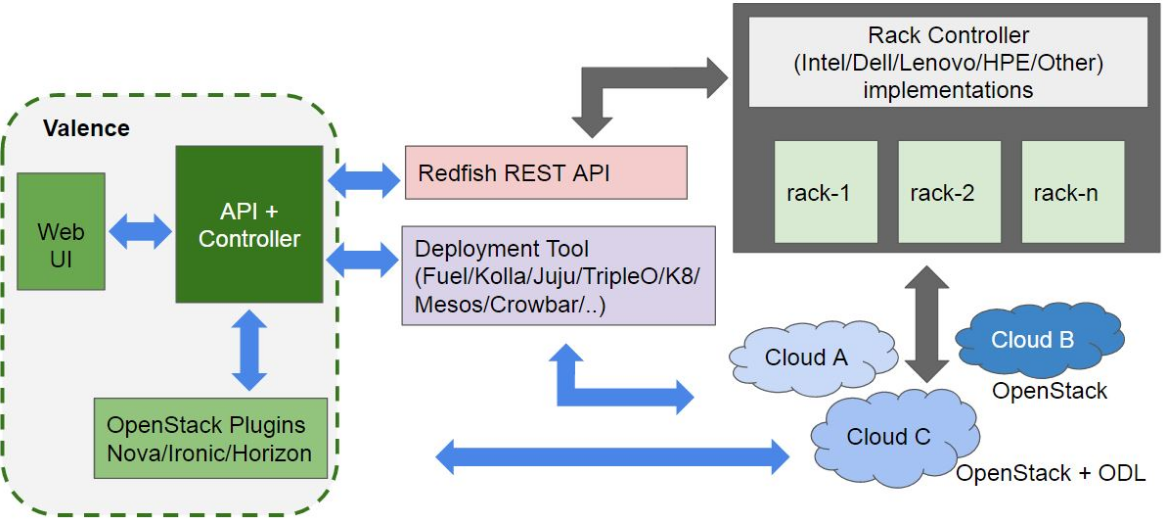 Valence
Web
UI
API +
Controller
OpenStack Plugins
Nova/Ironic/Horizon
Redfish REST API
Deployment Tool
(Fuel/Kolla/Juju/TripleO/K8/
Mesos/Crowbar/..)
Rack Controller
(Intel/Dell/Lenovo/HPE/Other)
implementations
rack-1
rack-2
rack-n
Cloud A
Cloud B
OpenStack
Cloud C
OpenStack + ODL